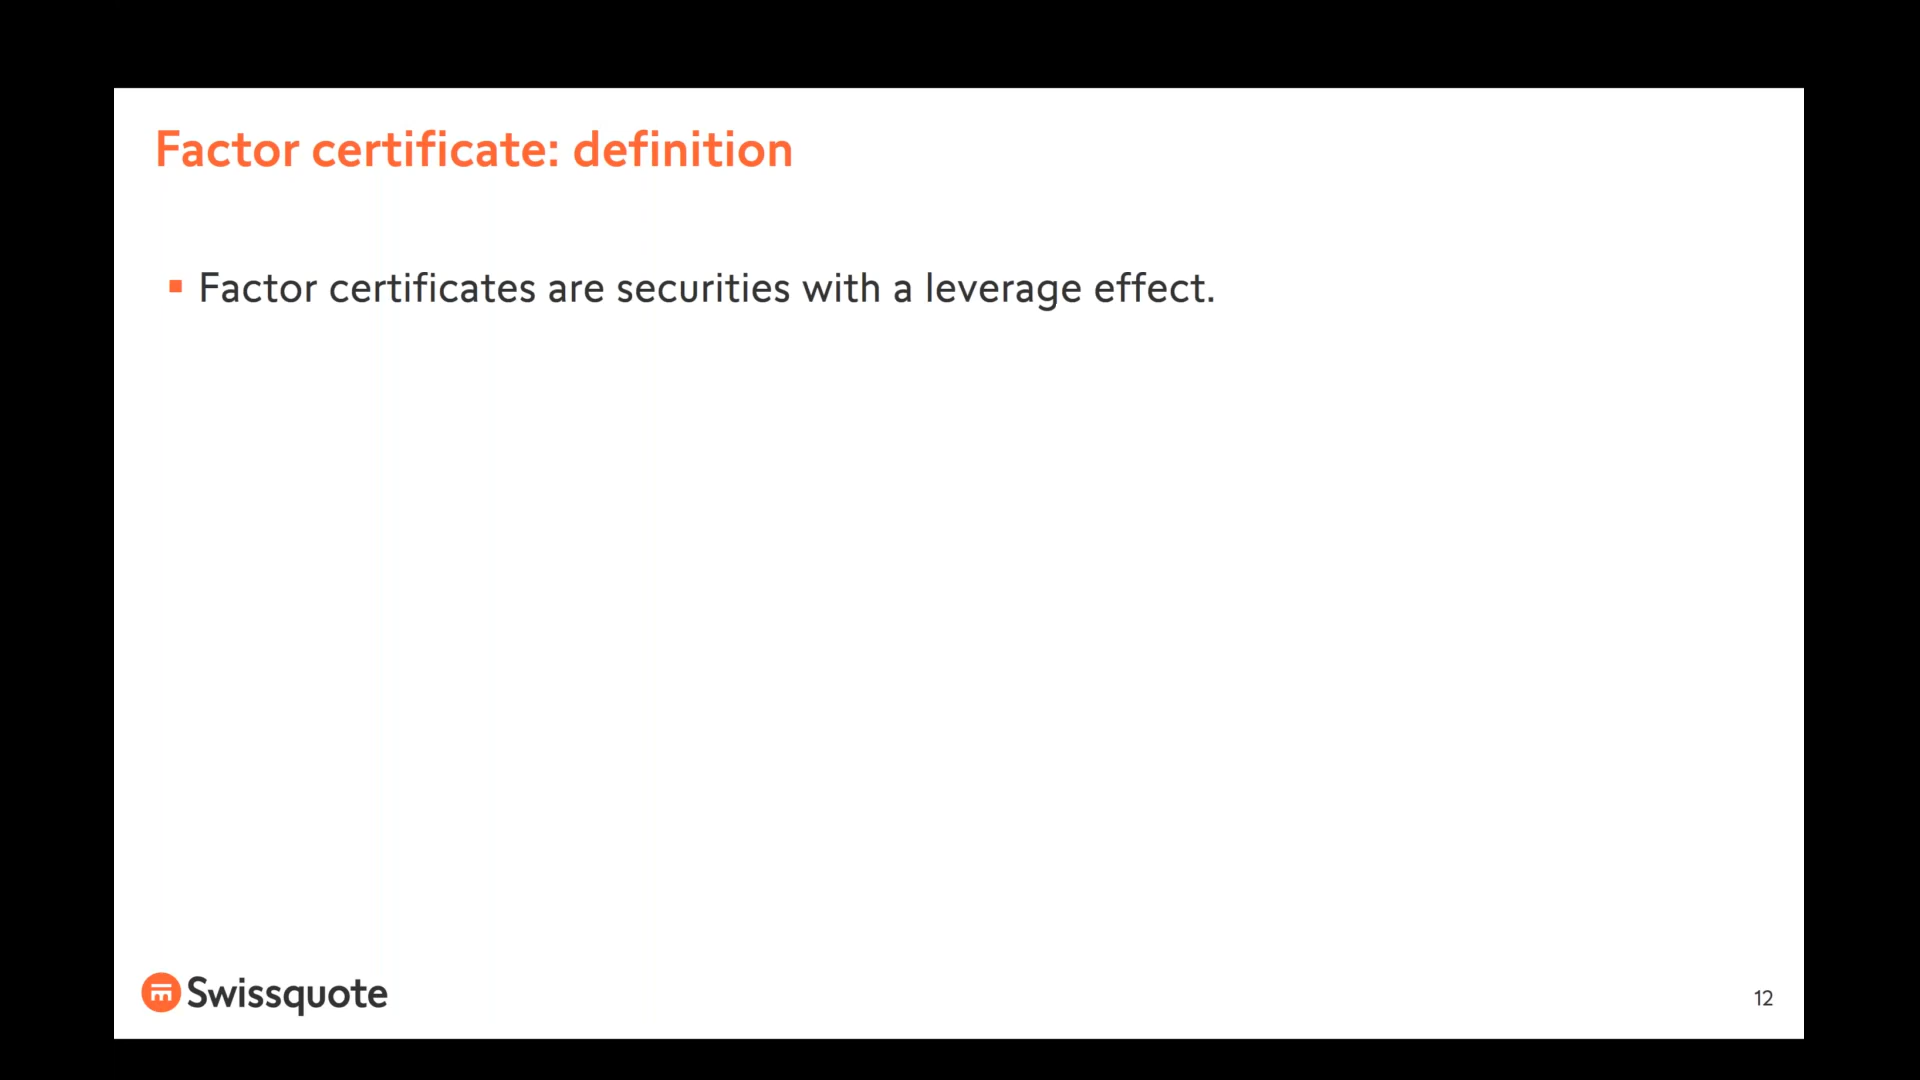 Factor certificate: definition
Factor certificates are securities with a leverage effect.
Swissquote
12